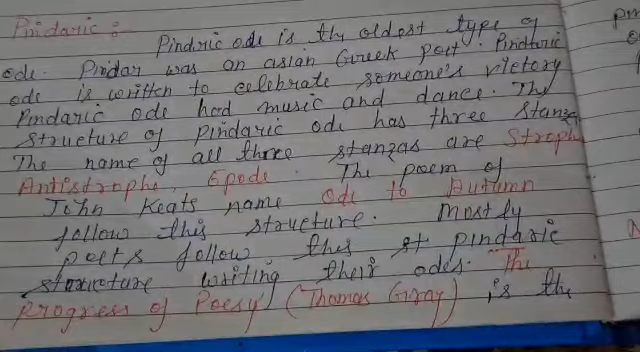 Pindaric :-
Pindric ode is the oldest type of
ode. Pindar was an asian Greek poet. Pindaric
ode is written to celebrate someone's victory
Pindaric ode had music and dance. The
structure of pindaric ode has three stanza
The name of all three stanzas are Stroph
Antistrophe, Epode. The poem of
John Keats name Ode to Autumn
follow this structure. Mostly
poets follow this st pindaric
structure writing their odes. The
Progress of Poesy (Thomas Gray) is the